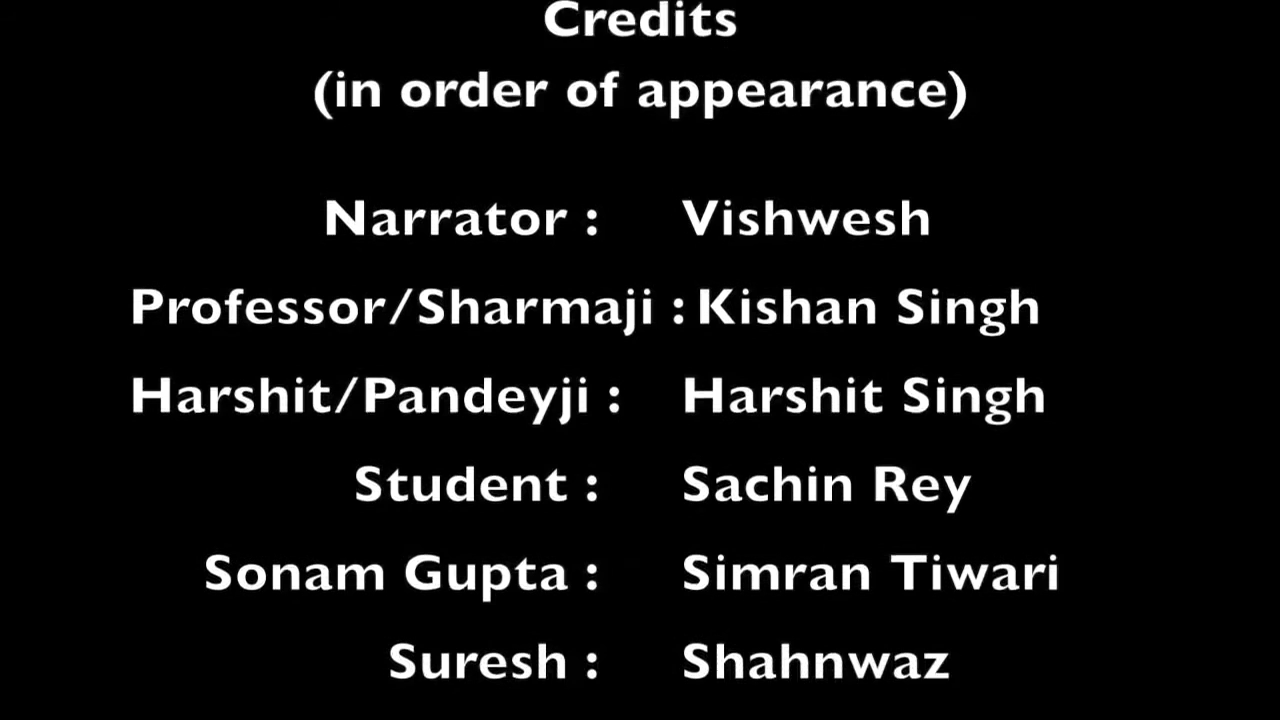 Credits
(in order of appearance)
Narrator : Vishwesh
Professor/Sharmaji : Kishan Singh
Harshit/Pandeyji : Harshit Singh
Student : Sachin Rey
Sonam Gupta : Simran Tiwari
Suresh : Shahnwaz